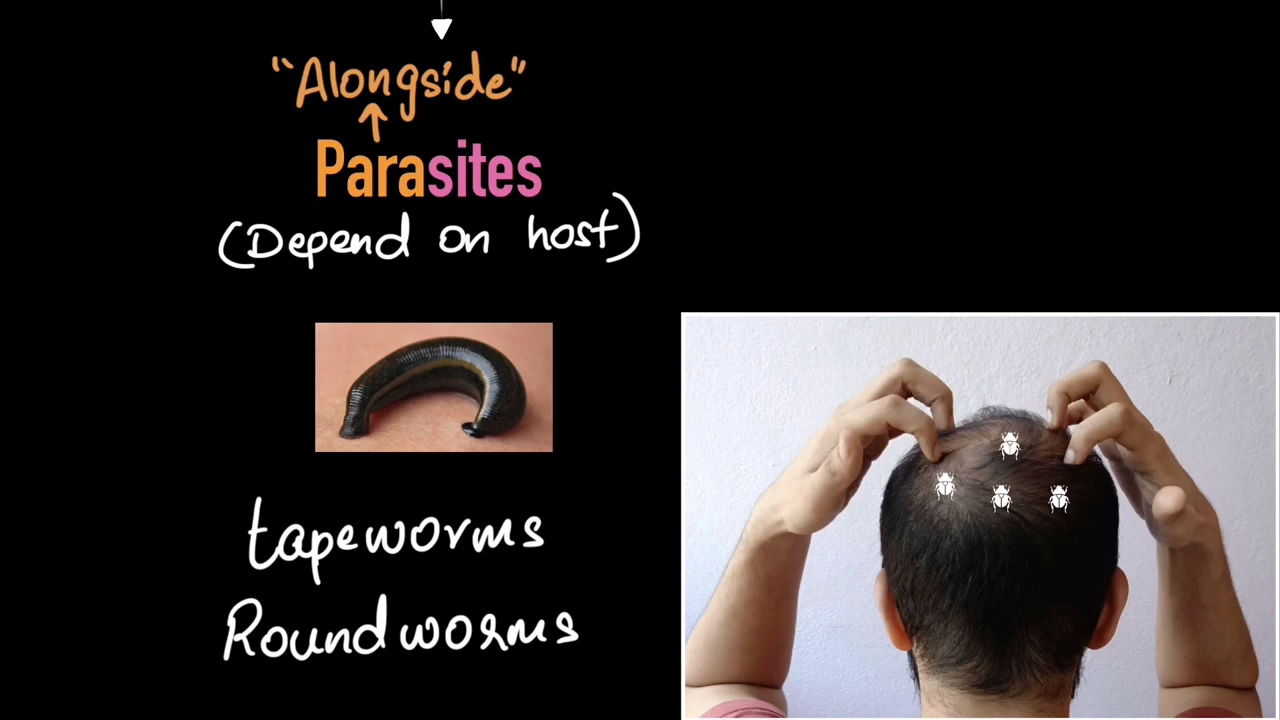 "Alongside"
Parasites
(Depend on host)
tapeworms
Roundworms